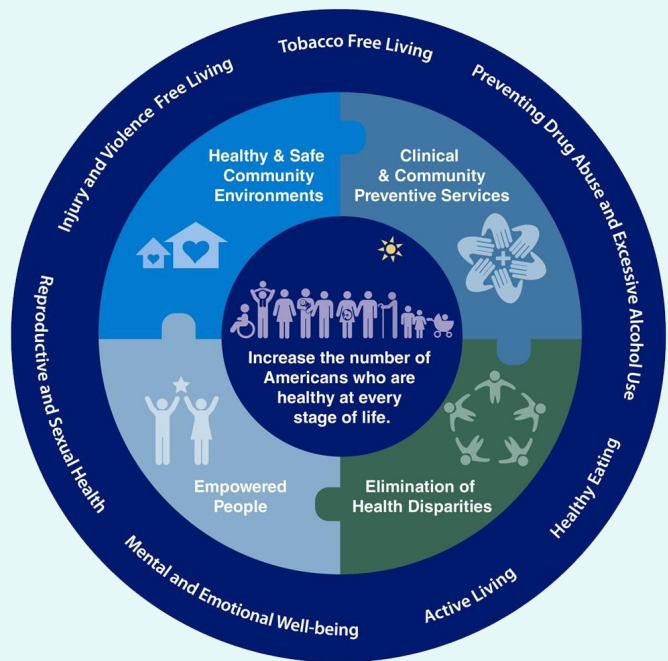 Tobacco Free Living
Preventing Drug Abuse and Excessive Alcohol Use
Healthy Eating
Active Living
Mental and Emotional Well-being
Reproductive and Sexual Health
Injury and Violence Free Living
Healthy & Safe
Community
Environments
Clinical
& Community
Preventive Services
Increase the number of
Americans who are
healthy at every
stage of life.
Empowered
People
Elimination of
Health Disparities